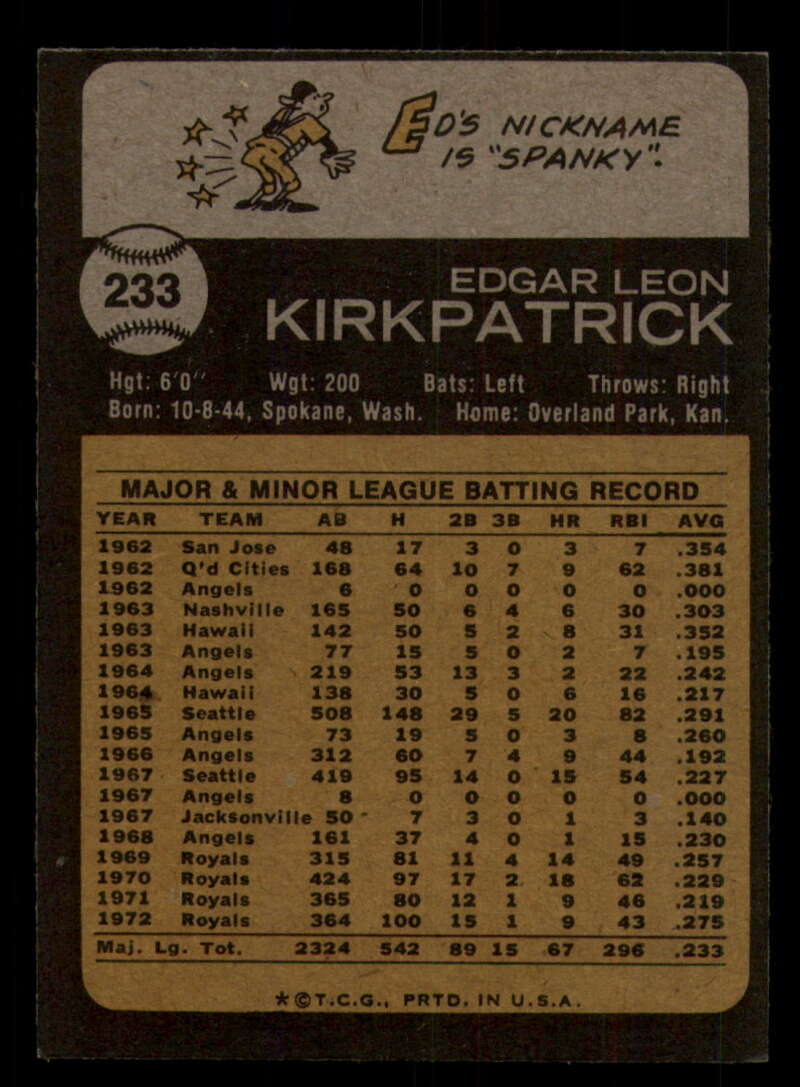 ED'S NICKNAME
IS "SPANKY".
233
EDGAR LEON
KIRKPATRICK
Hgt: 6'0" Wgt: 200 Bats: Left Throws: Right
Born: 10-8-44, Spokane, Wash. Home: Overland Park, Kan.
MAJOR & MINOR LEAGUE BATTING RECORD
YEAR TEAM AB H 2B 3B HR RBI AVG
1962 San Jose 48 17 3 0 3 7 .354
1962 Q'd Cities 168 64 10 7 9 62 .381
1962 Angels 6 0 0 0 0 0 .000
1963 Nashville 165 50 6 4 6 30 .303
1963 Hawaii 142 50 5 2 8 31 .352
1963 Angels 77 15 5 0 2 7 .195
1964 Angels 219 53 13 3 2 22 .242
1964 Hawaii 138 30 5 0 6 16 .217
1965 Seattle 508 148 29 5 20 82 .291
1965 Angels 73 19 5 0 3 8 .260
1966 Angels 312 60 7 4 9 44 .192
1967 Seattle 419 95 14 0 15 54 .227
1967 Angels 8 0 0 0 0 0 .000
1967 Jacksonville 50 7 3 0 1 3 .140
1968 Angels 161 37 4 0 1 15 .230
1969 Royals 315 81 11 4 14 49 .257
1970 Royals 424 97 17 2 18 62 .229
1971 Royals 365 80 12 1 9 46 .219
1972 Royals 364 100 15 1 9 43 .275
Maj. Lg. Tot. 2324 542 89 15 67 296 .233
*©T.C.G., PRTD. IN U.S.A.